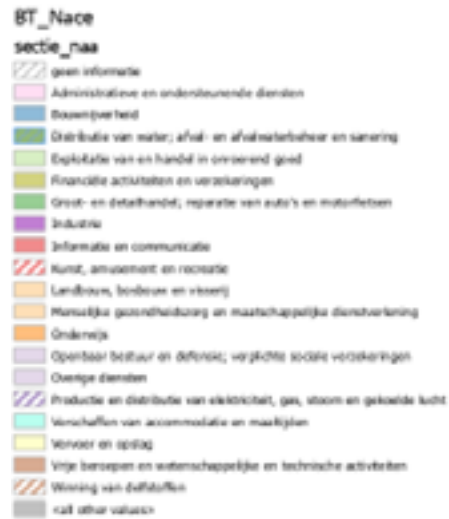 BT_Nace
sectie_naa
geen informatie
Administratieve en ondersteunende diensten
Bouwnijverheid
Distributie van water; afval- en afvalwaterbeheer en sanering
Exploitatie van en handel in onroerend goed
Financiële activiteiten en verzekeringen
Groot- en detailhandel; reparatie van auto's en motorfietsen
Industrie
Informatie en communicatie
Kunst, amusement en recreatie
Landbouw, bosbouw en visserij
Menselijke gezondheidszorg en maatschappelijke dienstverlening
Onderwijs
Openbaar bestuur en defensie; verplichte sociale verzekeringen
Overige diensten
Productie en distributie van elektriciteit, gas, stoom en gekoelde lucht
Verschaffen van accommodatie en maaltijden
Vervoer en opslag
Vrije beroepen en wetenschappelijke en technische activiteiten
Winning van delfstoffen
<all other values>